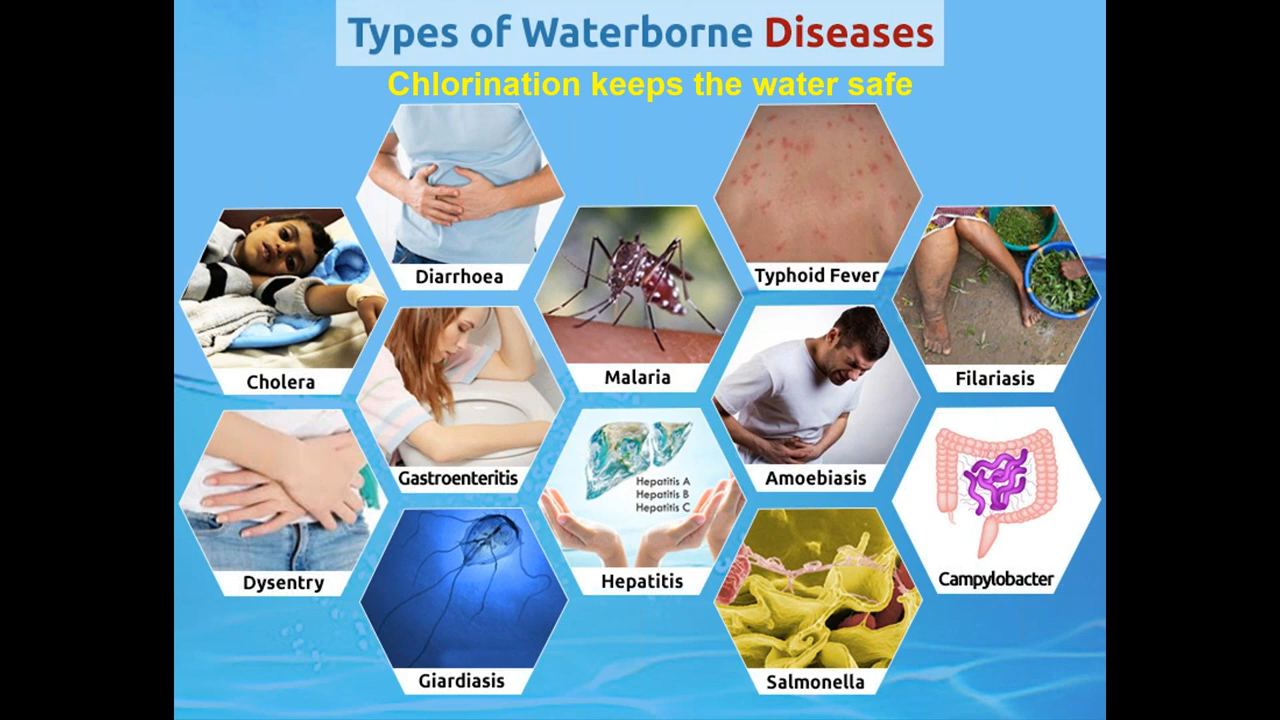 Types of Waterborne Diseases
Chlorination keeps the water safe
Diarrhoea
Typhoid Fever
Cholera
Malaria
Filariasis
Gastroenteritis
Hepatitis A
Hepatitis B
Hepatitis C
Amoebiasis
Dysentry
Hepatitis
Campylobacter
Giardiasis
Salmonella